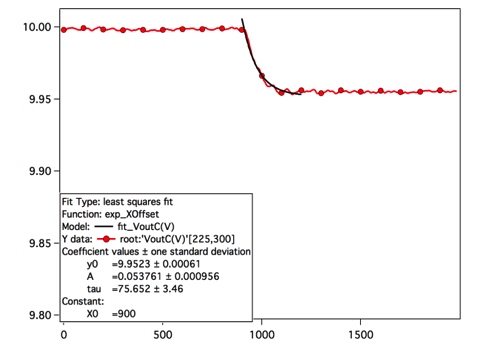 10.00
9.95
9.90
9.85
9.80
Fit Type: least squares fit
Function: exp_XOffset
Model: fit_VoutC(V)
Y data: root:'VoutC(V)'[225,300]
Coefficient values ± one standard deviation
y0 =9.9523 ± 0.00061
A =0.053761 ± 0.000956
tau =75.652 ± 3.46
Constant:
X0 =900
0 500 1000 1500